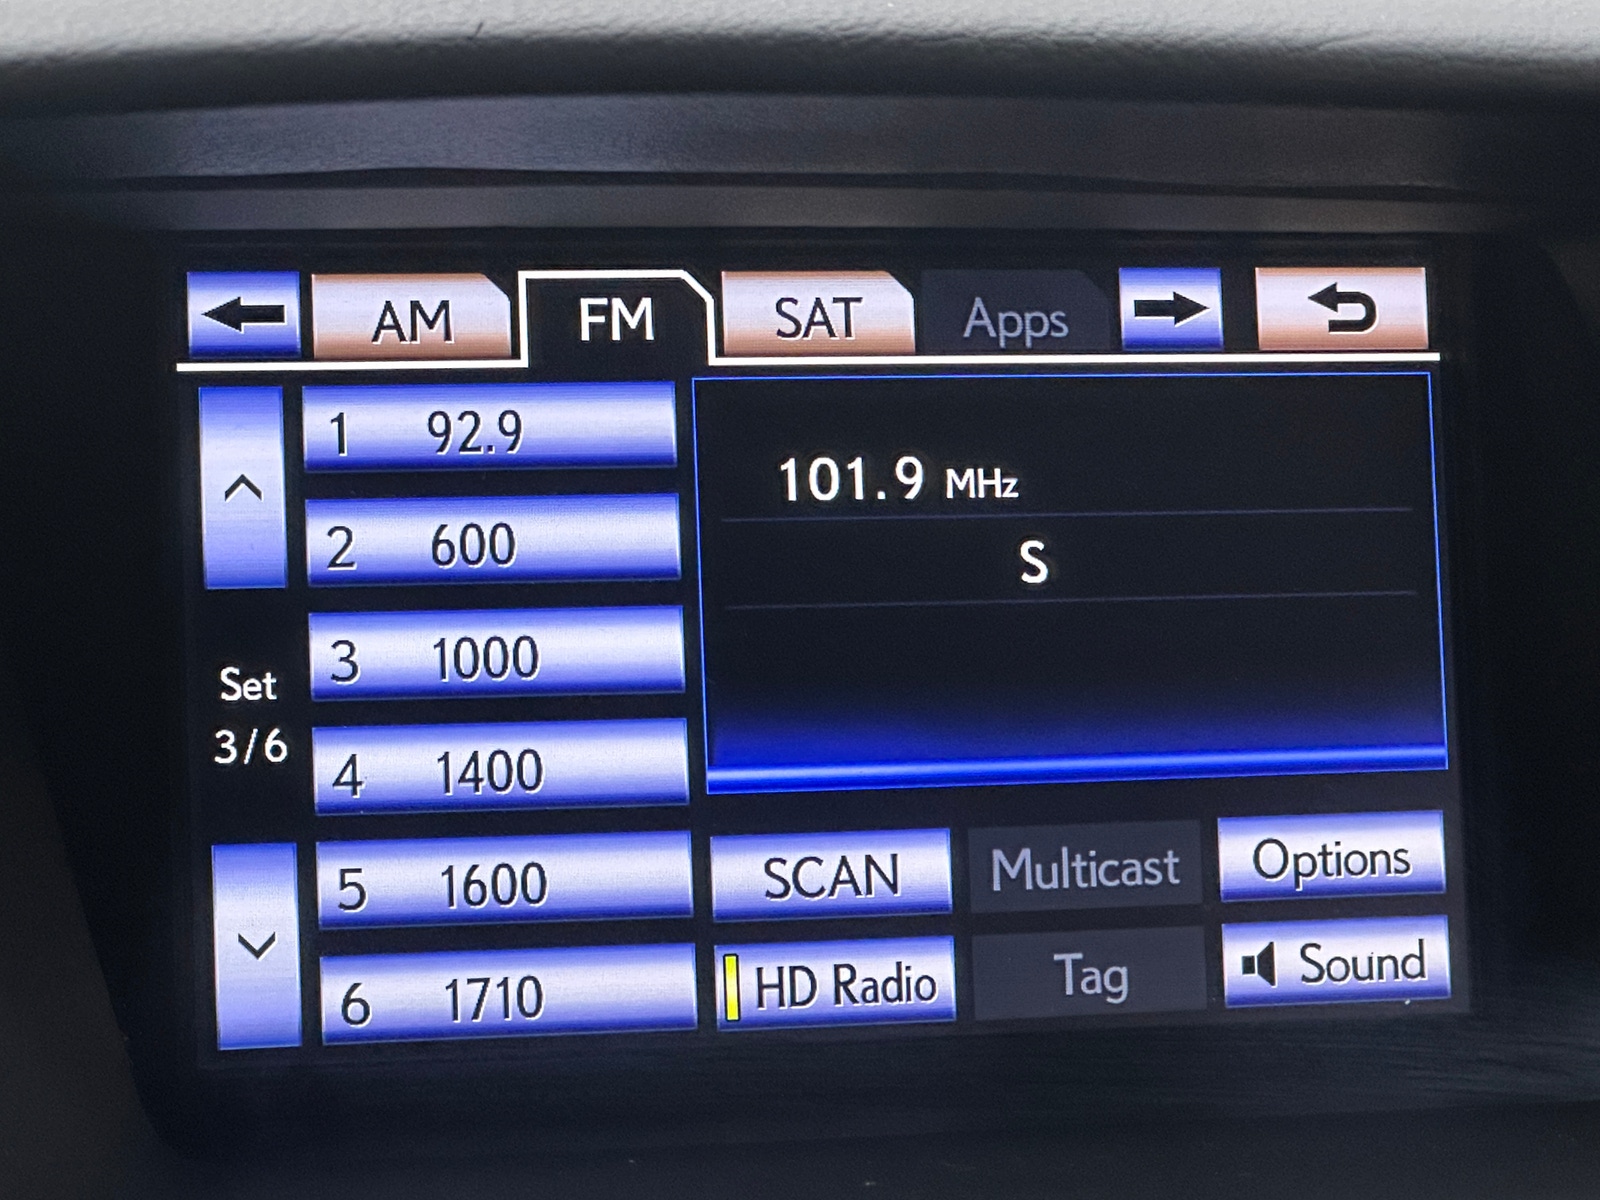 AM FM SAT Apps
1 92.9
2 600
3 1000
4 1400
5 1600
6 1710
Set
3/6
101.9 MHz
S
SCAN Multicast Options
HD Radio Tag Sound